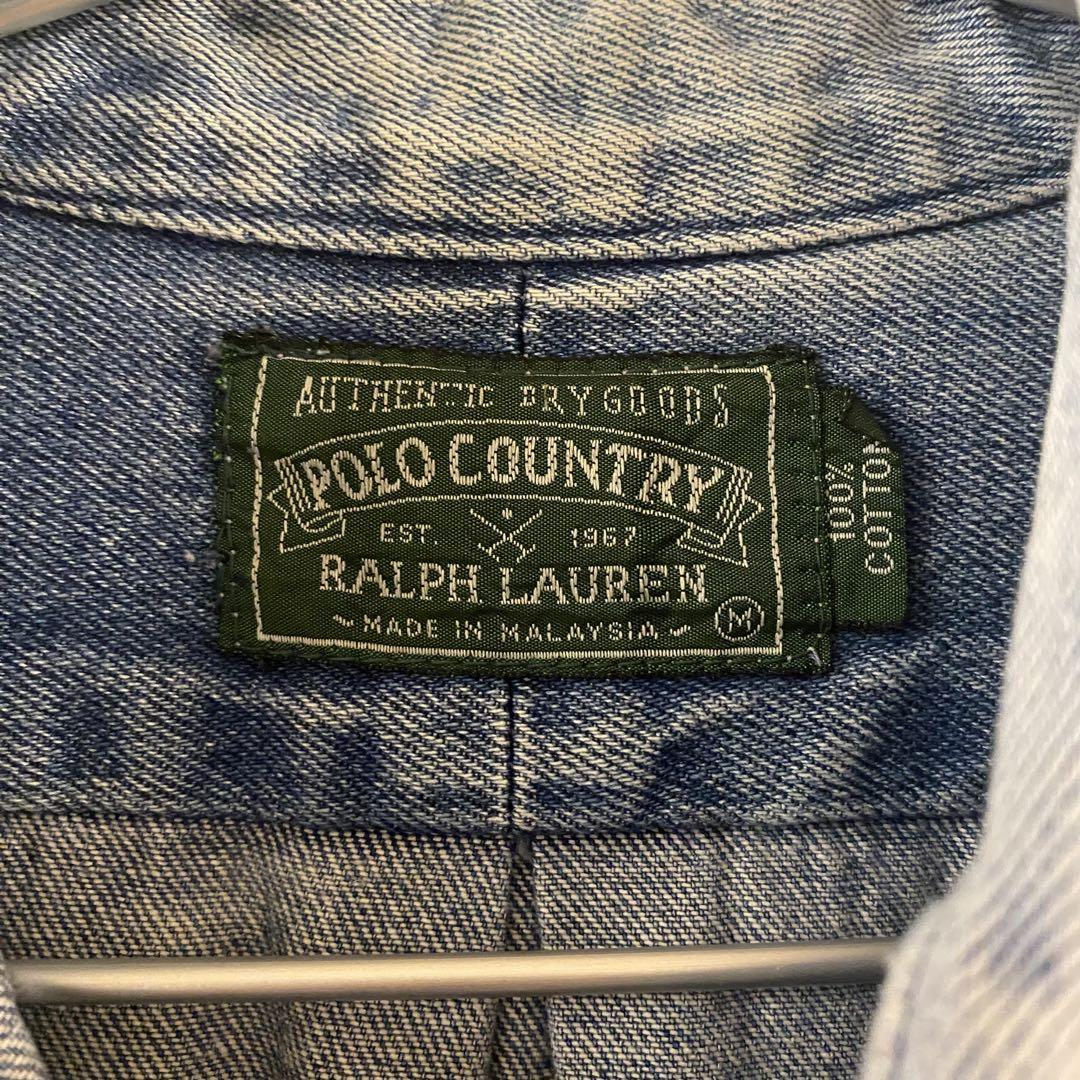 AUTHENTIC DRY GOODS
POLO COUNTRY
EST 1967
RALPH LAUREN
MADE IN MALAYSIA
M
100%
COTTON